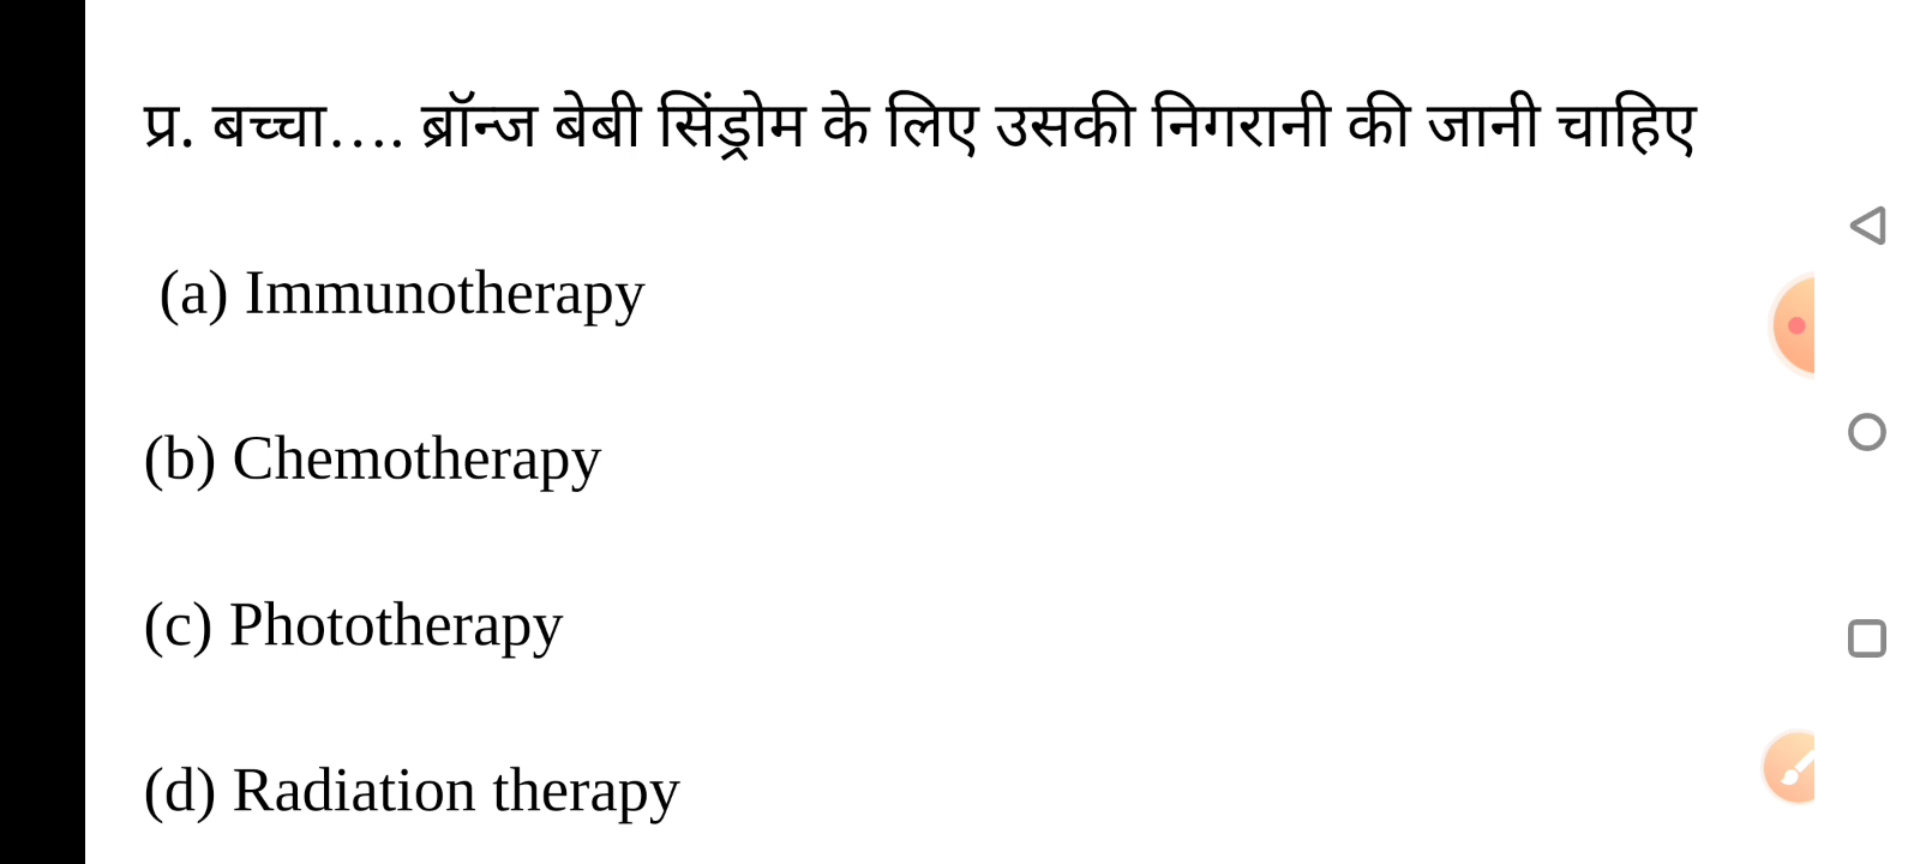 प्र. बच्चा.... ब्रॉन्ज बेबी सिंड्रोम के लिए उसकी निगरानी की जानी चाहिए
(a) Immunotherapy
(b) Chemotherapy
(c) Phototherapy
(d) Radiation therapy